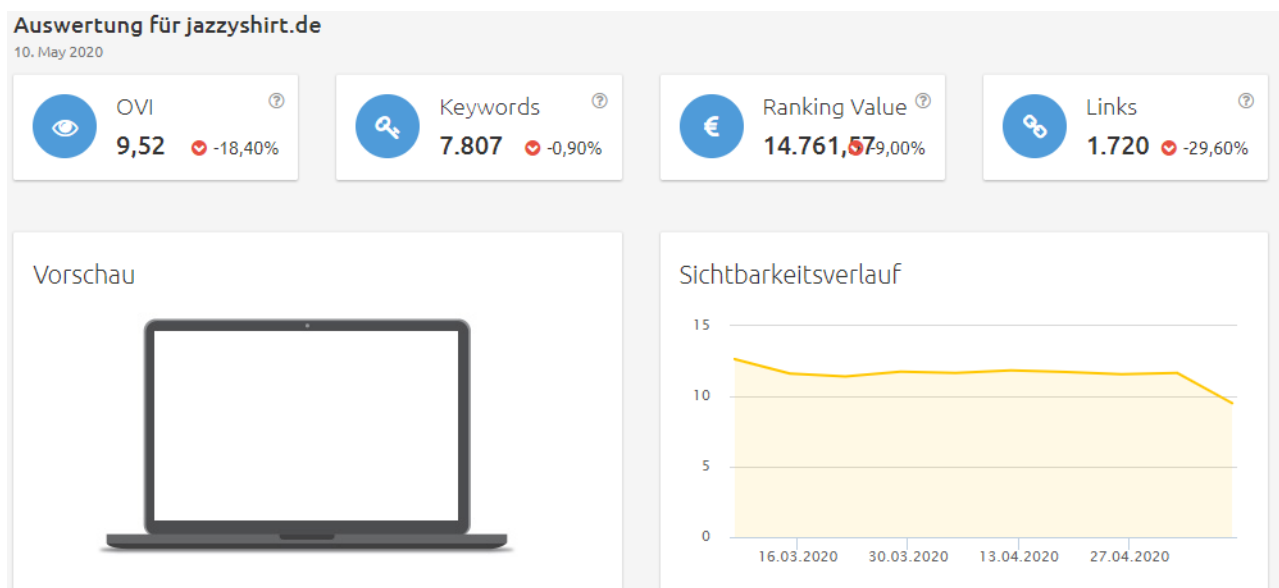 Auswertung für jazzyshirt.de
10. May 2020
OVI
9,52 -18,40%
Keywords
7.807 -0,90%
Ranking Value
14.761,57 -9,00%
Links
1.720 -29,60%
Vorschau
Sichtbarkeitsverlauf
15
10
5
0
16.03.2020 30.03.2020 13.04.2020 27.04.2020